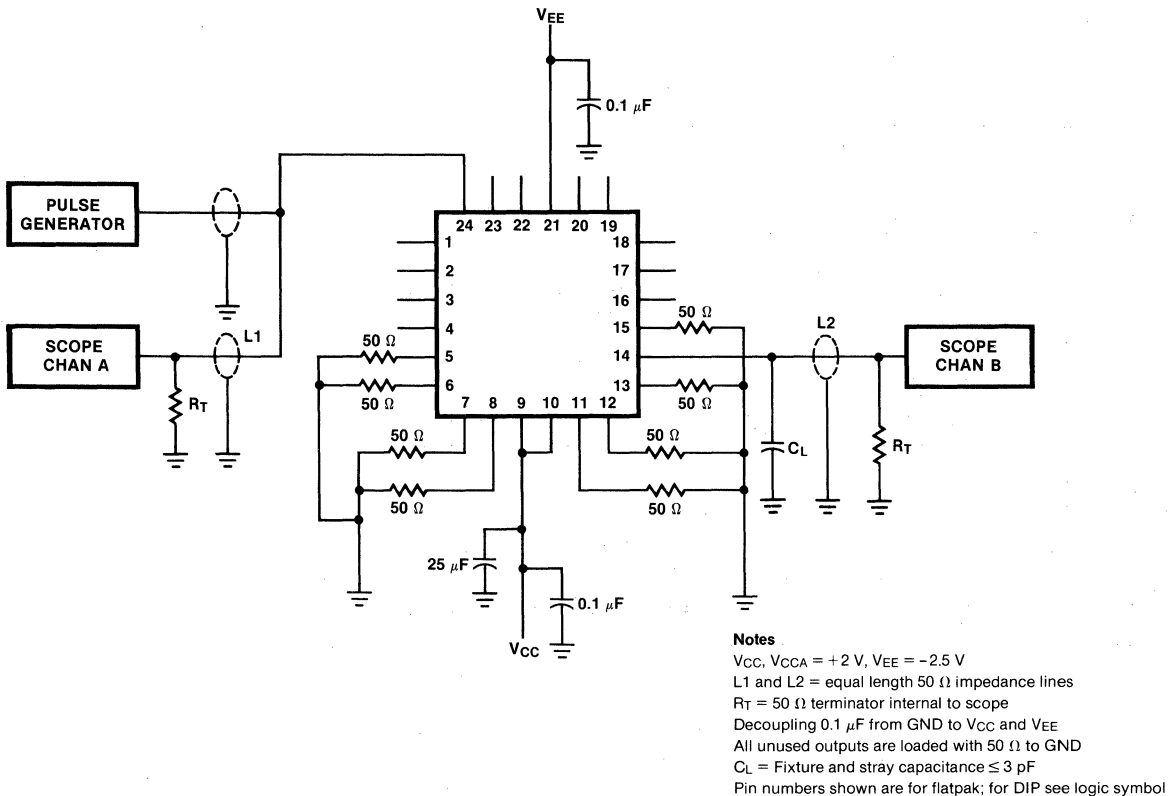 VEE
0.1 μF
PULSE
GENERATOR
24 23 22 21 20 19
1
2
3
4
5
6
18
17
16
15
14
13
7 8 9 10 11 12
SCOPE
CHAN A
L1
RT
50 Ω
50 Ω
50 Ω
50 Ω
50 Ω
50 Ω
50 Ω
50 Ω
L2
SCOPE
CHAN B
CL
RT
25 μF
0.1 μF
VCC
Notes
VCC, VCCA = +2 V, VEE = −2.5 V
L1 and L2 = equal length 50 Ω impedance lines
RT = 50 Ω terminator internal to scope
Decoupling 0.1 μF from GND to VCC and VEE
All unused outputs are loaded with 50 Ω to GND
CL = Fixture and stray capacitance ≤ 3 pF
Pin numbers shown are for flatpak; for DIP see logic symbol